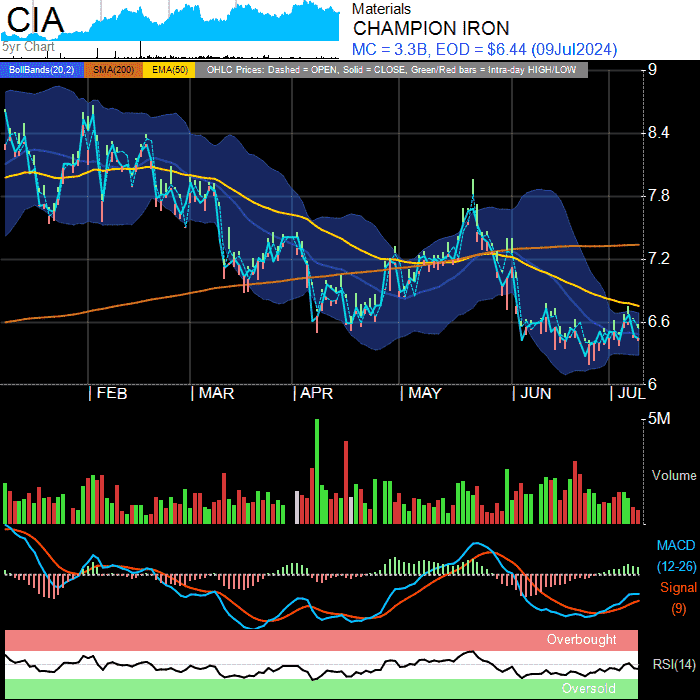 CIA
5yr Chart
Materials
CHAMPION IRON
MC = 3.3B, EOD = $6.44 (09Jul2024)
BollBands(20,2) SMA(200) EMA(50) OHLC Prices: Dashed = OPEN, Solid = CLOSE, Green/Red bars = Intra-day HIGH/LOW
9
8.4
7.8
7.2
6.6
6
FEB MAR APR MAY JUN JUL
5M
Volume
MACD
(12-26)
Signal
(9)
Overbought
RSI(14)
Oversold